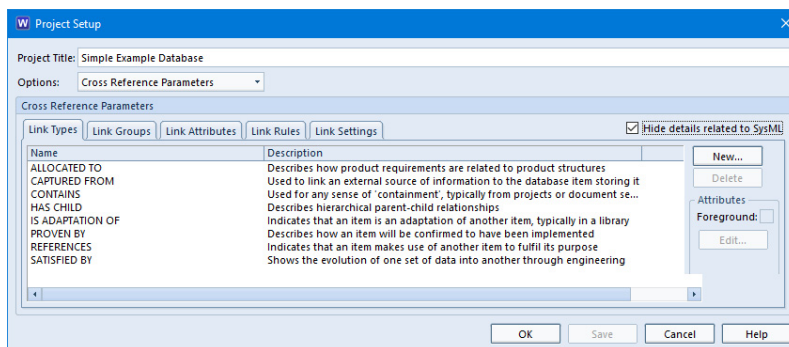 W Project Setup
Project Title: Simple Example Database
Options: Cross Reference Parameters
Cross Reference Parameters
Link Types Link Groups Link Attributes Link Rules Link Settings Hide details related to SysML
Name Description New...
ALLOCATED TO Describes how product requirements are related to product structures
CAPTURED FROM Used to link an external source of information to the database item storing it Delete
CONTAINS Used for any sense of 'containment', typically from projects or document se...
HAS CHILD Describes hierarchical parent-child relationships Attributes
IS ADAPTATION OF Indicates that an item is an adaptation of another item, typically in a library Foreground:
PROVEN BY Describes how an item will be confirmed to have been implemented
REFERENCES Indicates that an item makes use of another item to fulfil its purpose Edit...
SATISFIED BY Shows the evolution of one set of data into another through engineering
OK Save Cancel Help